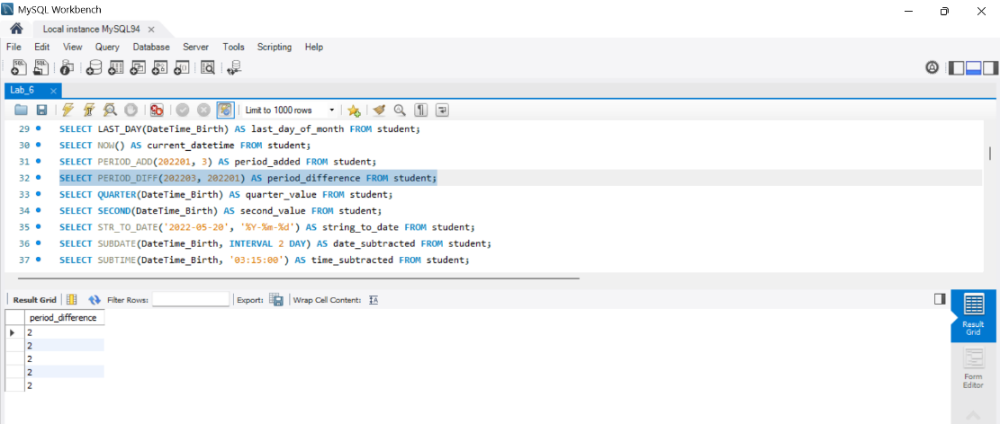 MySQL Workbench
Local instance MySQL94
File Edit View Query Database Server Tools Scripting Help
Lab_6
Limit to 1000 rows
29 SELECT LAST_DAY(DateTime_Birth) AS last_day_of_month FROM student;
30 SELECT NOW() AS current_datetime FROM student;
31 SELECT PERIOD_ADD(202201, 3) AS period_added FROM student;
32 SELECT PERIOD_DIFF(202203, 202201) AS period_difference FROM student;
33 SELECT QUARTER(DateTime_Birth) AS quarter_value FROM student;
34 SELECT SECOND(DateTime_Birth) AS second_value FROM student;
35 SELECT STR_TO_DATE('2022-05-20', '%Y-%m-%d') AS string_to_date FROM student;
36 SELECT SUBDATE(DateTime_Birth, INTERVAL 2 DAY) AS date_subtracted FROM student;
37 SELECT SUBTIME(DateTime_Birth, '03:15:00') AS time_subtracted FROM student;
Result Grid Filter Rows: Export: Wrap Cell Content:
period_difference
2
2
2
2
2
Result
Grid
Form
Editor